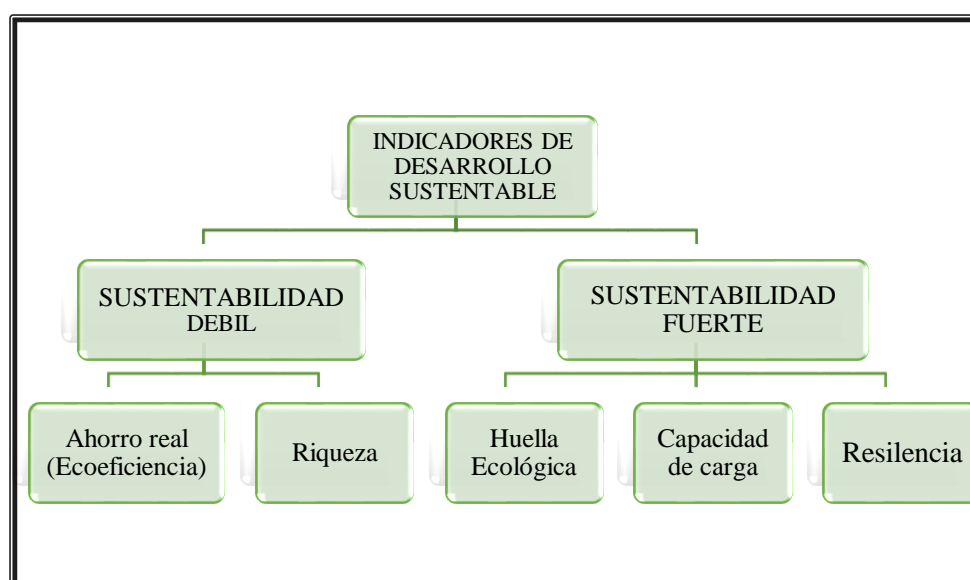 INDICADORES DE
DESARROLLO
SUSTENTABLE
SUSTENTABILIDAD
DEBIL
SUSTENTABILIDAD
FUERTE
Ahorro real
(Ecoeficiencia)
Riqueza
Huella
Ecológica
Capacidad
de carga
Resilencia